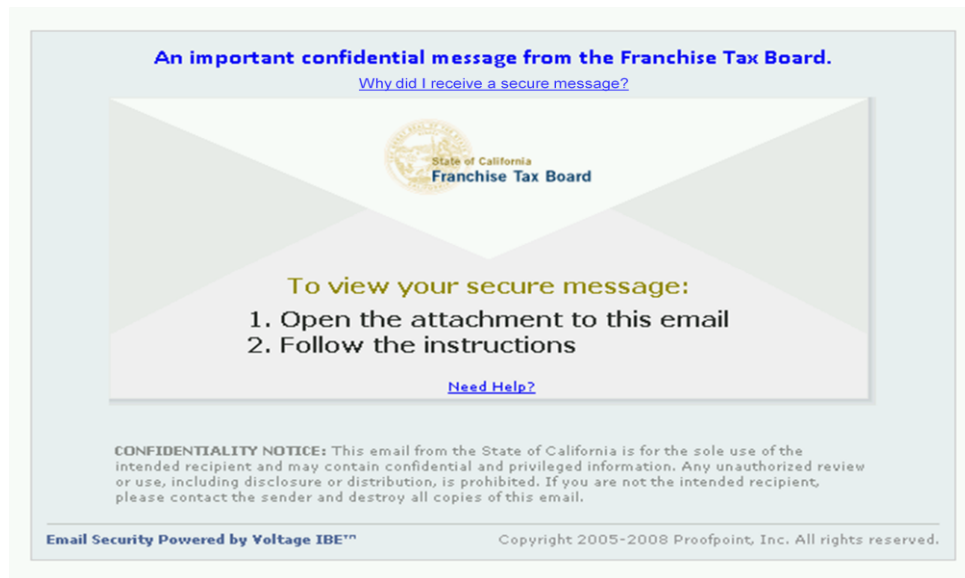 An important confidential message from the Franchise Tax Board.
Why did I receive a secure message?
State of California
Franchise Tax Board
To view your secure message:
1. Open the attachment to this email
2. Follow the instructions
Need Help?
CONFIDENTIALITY NOTICE: This email from the State of California is for the sole use of the
intended recipient and may contain confidential and privileged information. Any unauthorized review
or use, including disclosure or distribution, is prohibited. If you are not the intended recipient,
please contact the sender and destroy all copies of this email.
Email Security Powered by Voltage IBE™
Copyright 2005-2008 Proofpoint, Inc. All rights reserved.